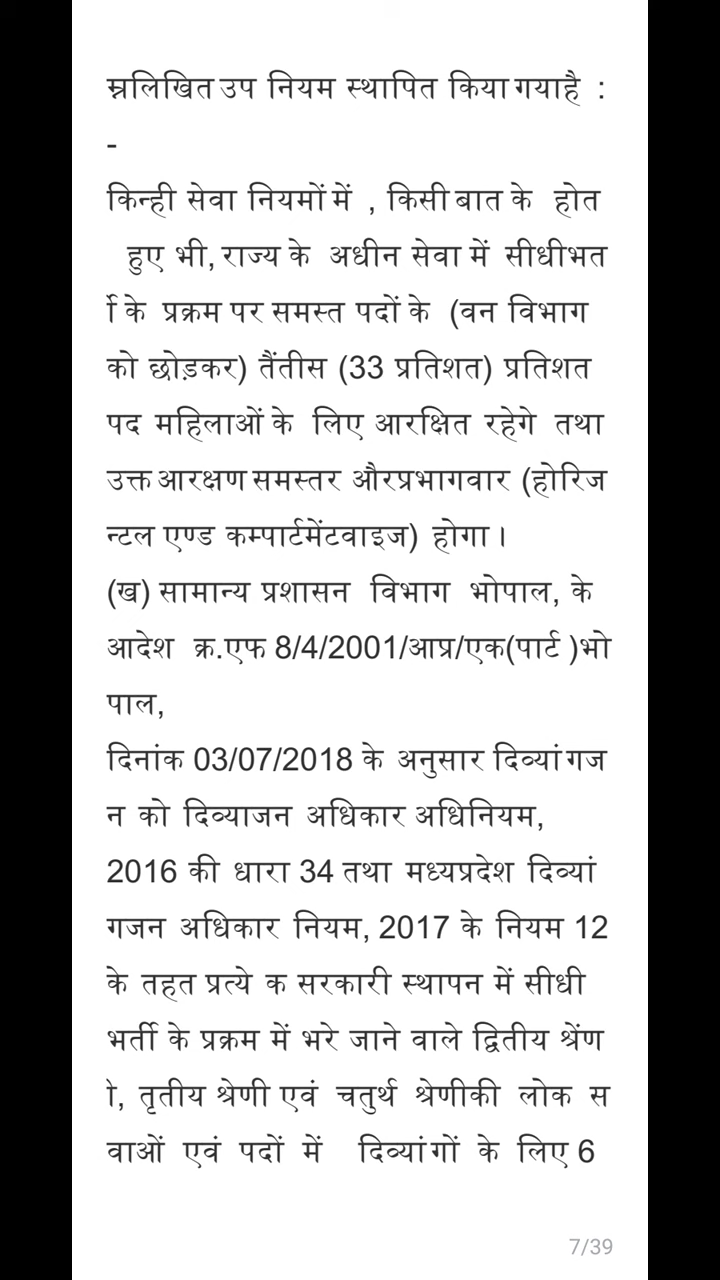 म्नलिखित उप नियम स्थापित किया गयाहै :
-
किन्ही सेवा नियमों में , किसी बात के होत
हुए भी, राज्य के अधीन सेवा में सीधीभत
र्ी के प्रक्रम पर समस्त पदों के (वन विभाग
को छोड़कर) तैंतीस (33 प्रतिशत) प्रतिशत
पद महिलाओं के लिए आरक्षित रहेगे तथा
उक्त आरक्षण समस्तर औरप्रभागवार (होरिज
न्टल एण्ड कम्पार्टमेंटवाइज) होगा।
(ख) सामान्य प्रशासन विभाग भोपाल, के
आदेश क्र.एफ 8/4/2001/आप्र/एक(पार्ट )भो
पाल,
दिनांक 03/07/2018 के अनुसार दिव्यांगज
न को दिव्याजन अधिकार अधिनियम,
2016 की धारा 34 तथा मध्यप्रदेश दिव्यां
गजन अधिकार नियम, 2017 के नियम 12
के तहत प्रत्ये क सरकारी स्थापन में सीधी
भर्ती के प्रक्रम में भरे जाने वाले द्वितीय श्रेंण
ी, तृतीय श्रेणी एवं चतुर्थ श्रेणीकी लोक स
वाओं एवं पदों में दिव्यांगों के लिए 6
7/39